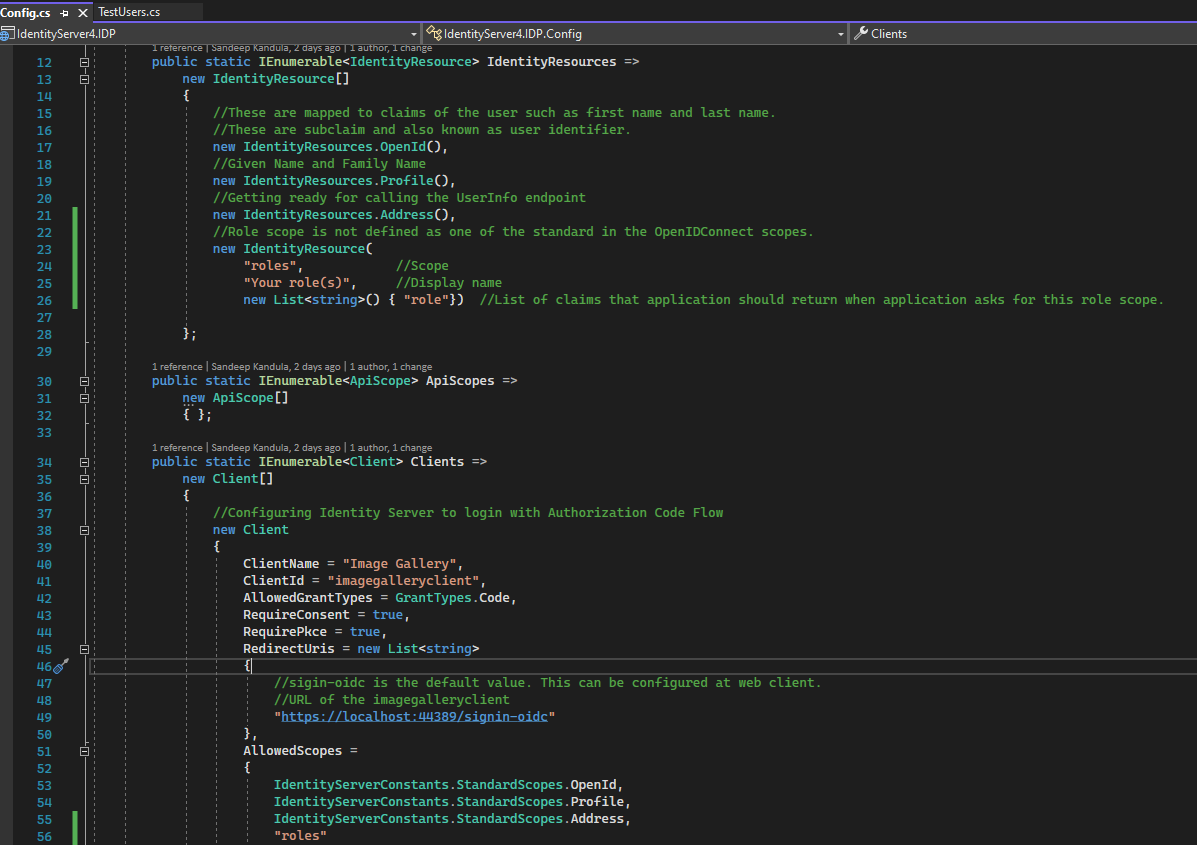 Config.cs TestUsers.cs
IdentityServer4.IDP IdentityServer4.IDP.Config Clients
1 reference | Sandeep Kandula, 2 days ago | 1 author, 1 change
12 public static IEnumerable<IdentityResource> IdentityResources =>
13 new IdentityResource[]
14 {
15 //These are mapped to claims of the user such as first name and last name.
16 //These are subclaim and also known as user identifier.
17 new IdentityResources.OpenId(),
18 //Given Name and Family Name
19 new IdentityResources.Profile(),
20 //Getting ready for calling the UserInfo endpoint
21 new IdentityResources.Address(),
22 //Role scope is not defined as one of the standard in the OpenIDConnect scopes.
23 new IdentityResource(
24 "roles", //Scope
25 "Your role(s)", //Display name
26 new List<string>() { "role"}) //List of claims that application should return when application asks for this role scope.
27
28 };
29
1 reference | Sandeep Kandula, 2 days ago | 1 author, 1 change
30 public static IEnumerable<ApiScope> ApiScopes =>
31 new ApiScope[]
32 { };
33
1 reference | Sandeep Kandula, 2 days ago | 1 author, 1 change
34 public static IEnumerable<Client> Clients =>
35 new Client[]
36 {
37 //Configuring Identity Server to login with Authorization Code Flow
38 new Client
39 {
40 ClientName = "Image Gallery",
41 ClientId = "imagegalleryclient",
42 AllowedGrantTypes = GrantTypes.Code,
43 RequireConsent = true,
44 RequirePkce = true,
45 RedirectUris = new List<string>
46 {
47 //sigin-oidc is the default value. This can be configured at web client.
48 //URL of the imagegalleryclient
49 "https://localhost:44389/signin-oidc"
50 },
51 AllowedScopes =
52 {
53 IdentityServerConstants.StandardScopes.OpenId,
54 IdentityServerConstants.StandardScopes.Profile,
55 IdentityServerConstants.StandardScopes.Address,
56 "roles"